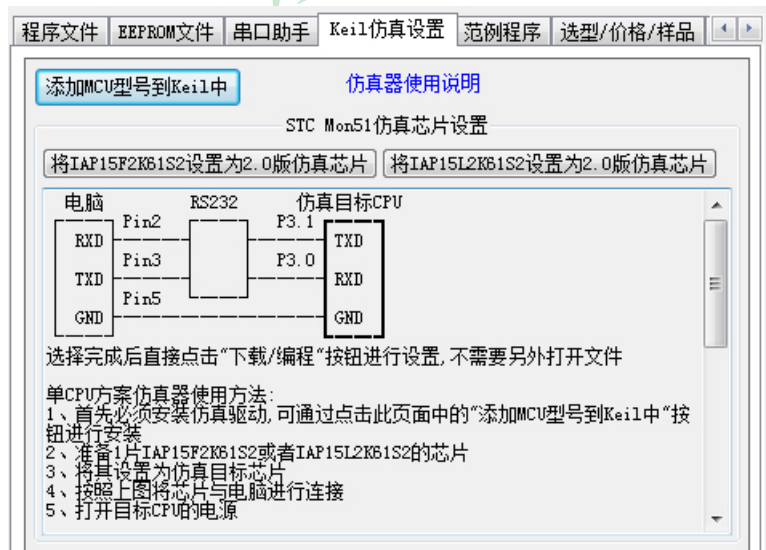 程序文件 EEPROM文件 串口助手 Keil仿真设置 范例程序 选型/价格/样品
添加MCU型号到Keil中 仿真器使用说明
STC Mon51仿真芯片设置
将IAP15F2K61S2设置为2.0版仿真芯片 将IAP15L2K61S2设置为2.0版仿真芯片
电脑 RS232 仿真目标CPU
Pin2 P3.1
RXD TXD
Pin3 P3.0
TXD RXD
Pin5
GND GND
选择完成后直接点击"下载/编程"按钮进行设置,不需要另外打开文件
单CPU方案仿真器使用方法:
1、首先必须安装仿真驱动,可通过点击此页面中的"添加MCU型号到Keil中"按
钮进行安装
2、准备1片IAP15F2K61S2或者IAP15L2K61S2的芯片
3、将其设置为仿真目标芯片
4、按照上图将芯片与电脑进行连接
5、打开目标CPU的电源